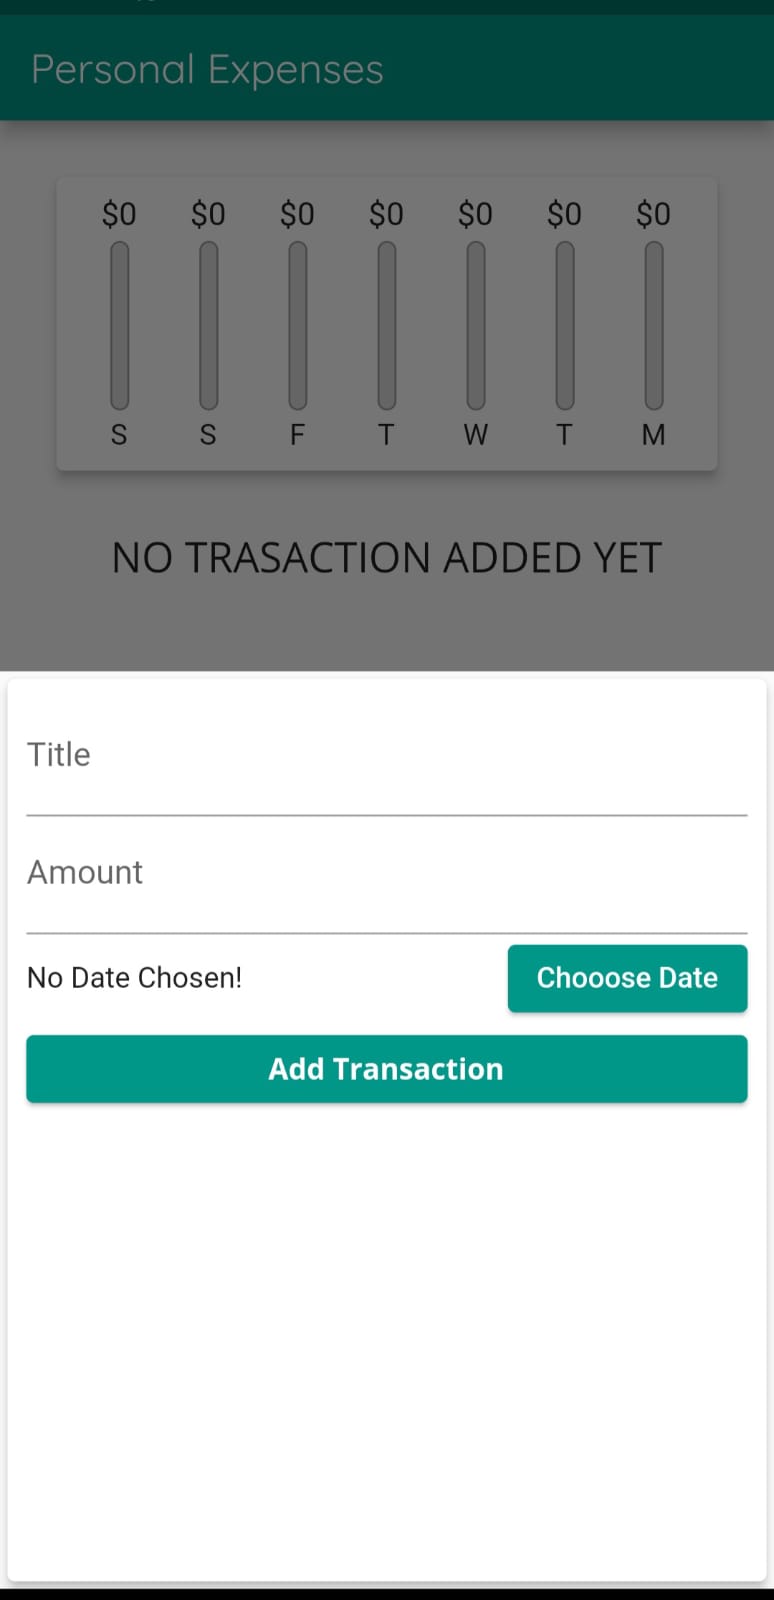 Personal Expenses
$0 $0 $0 $0 $0 $0 $0
S S F T W T M
NO TRASACTION ADDED YET
Title
Amount
No Date Chosen! Chooose Date
Add Transaction